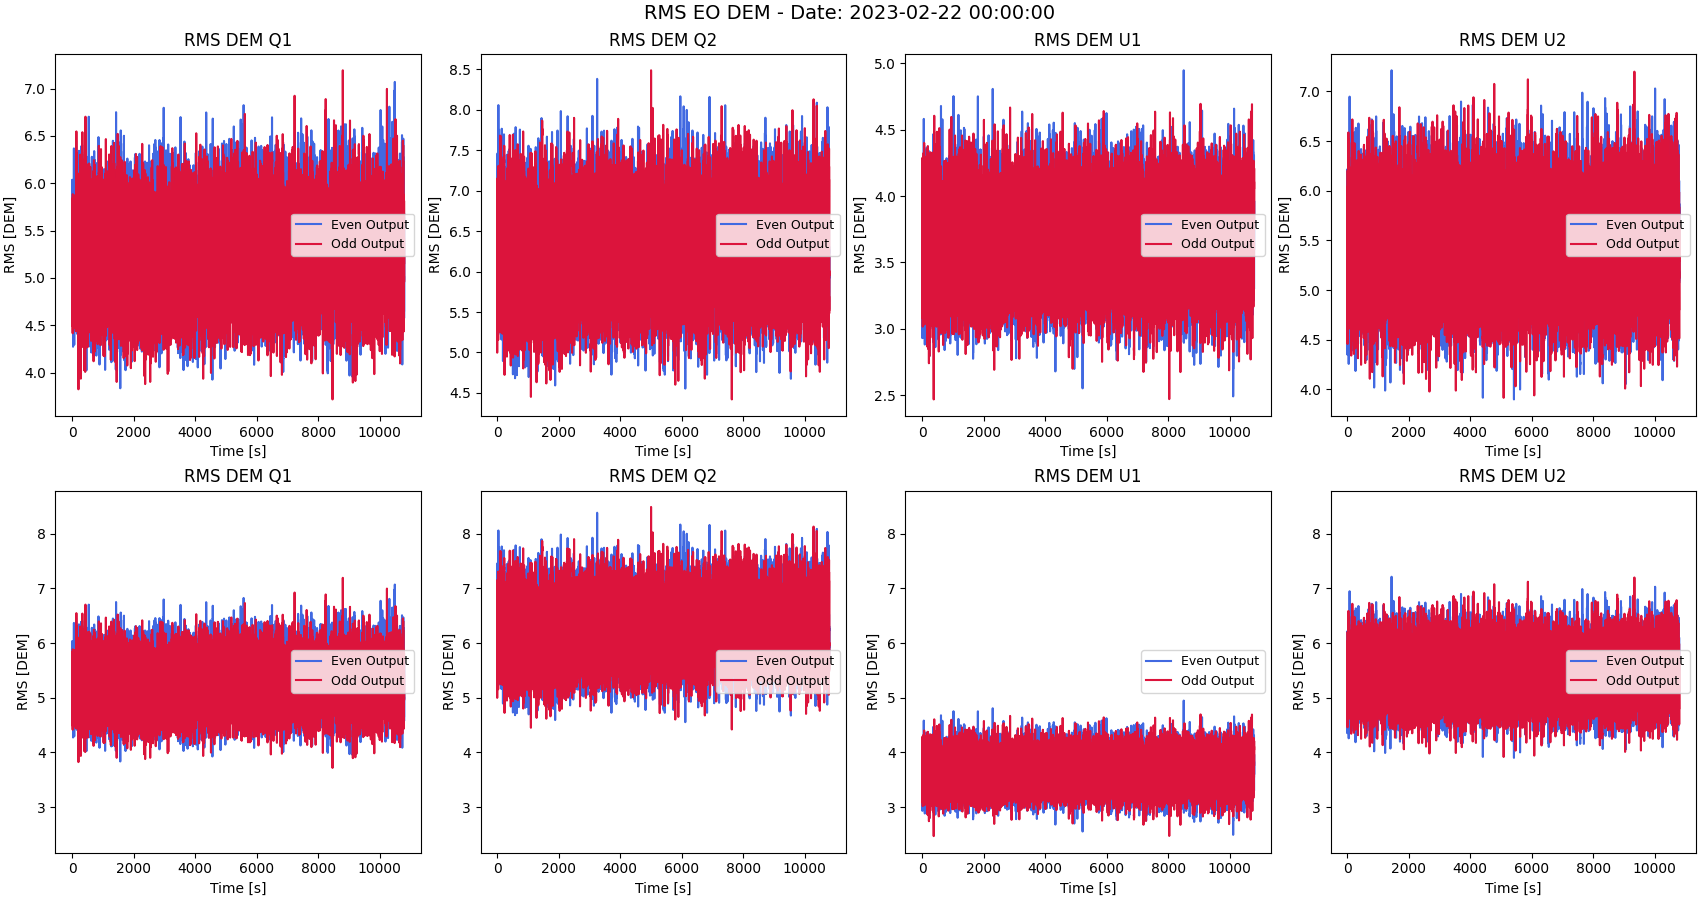 RMS EO DEM - Date: 2023-02-22 00:00:00
RMS DEM Q1
RMS [DEM]
7.0
6.5
6.0
5.5
5.0
4.5
4.0
0 2000 4000 6000 8000 10000
Time [s]
Even Output
Odd Output
RMS DEM Q2
RMS [DEM]
8.5
8.0
7.5
7.0
6.5
6.0
5.5
5.0
4.5
0 2000 4000 6000 8000 10000
Time [s]
Even Output
Odd Output
RMS DEM U1
RMS [DEM]
5.0
4.5
4.0
3.5
3.0
2.5
0 2000 4000 6000 8000 10000
Time [s]
Even Output
Odd Output
RMS DEM U2
RMS [DEM]
7.0
6.5
6.0
5.5
5.0
4.5
4.0
0 2000 4000 6000 8000 10000
Time [s]
Even Output
Odd Output
RMS DEM Q1
RMS [DEM]
8
7
6
5
4
3
0 2000 4000 6000 8000 10000
Time [s]
Even Output
Odd Output
RMS DEM Q2
RMS [DEM]
8
7
6
5
4
3
0 2000 4000 6000 8000 10000
Time [s]
Even Output
Odd Output
RMS DEM U1
RMS [DEM]
8
7
6
5
4
3
0 2000 4000 6000 8000 10000
Time [s]
Even Output
Odd Output
RMS DEM U2
RMS [DEM]
8
7
6
5
4
3
0 2000 4000 6000 8000 10000
Time [s]
Even Output
Odd Output